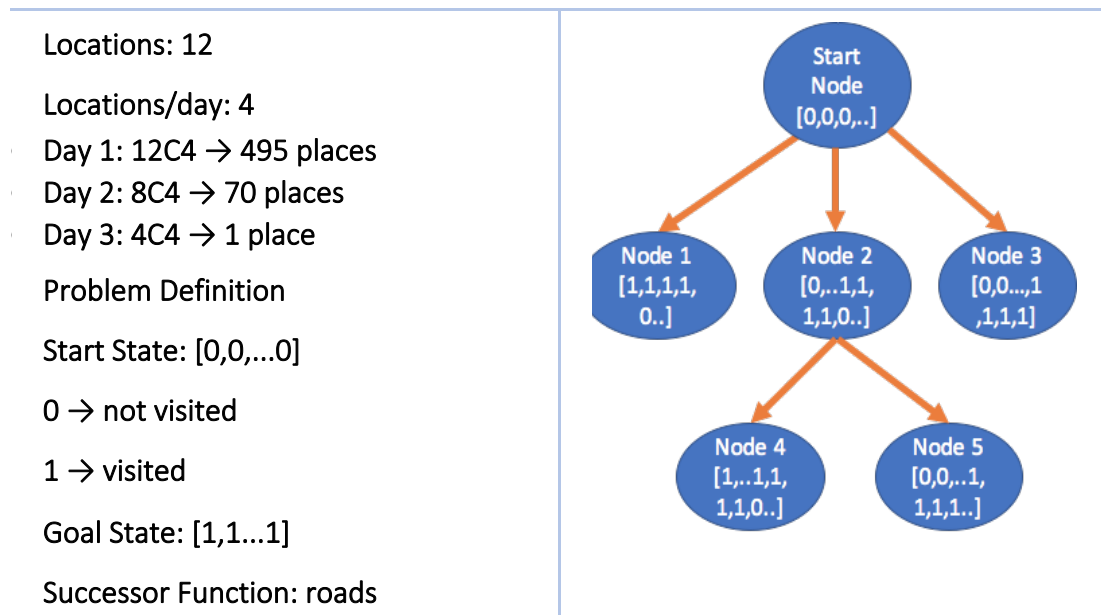 Locations: 12
Locations/day: 4
Day 1: 12C4 → 495 places
Day 2: 8C4 → 70 places
Day 3: 4C4 → 1 place
Problem Definition
Start State: [0,0,...0]
0 → not visited
1 → visited
Goal State: [1,1...1]
Successor Function: roads
Start
Node
[0,0,0,..]
Node 1
[1,1,1,1,
0..]
Node 2
[0,..1,1,
1,1,0..]
Node 3
[0,0...,1
,1,1,1]
Node 4
[1,..1,1,
1,1,0..]
Node 5
[0,0,..1,
1,1,1..]